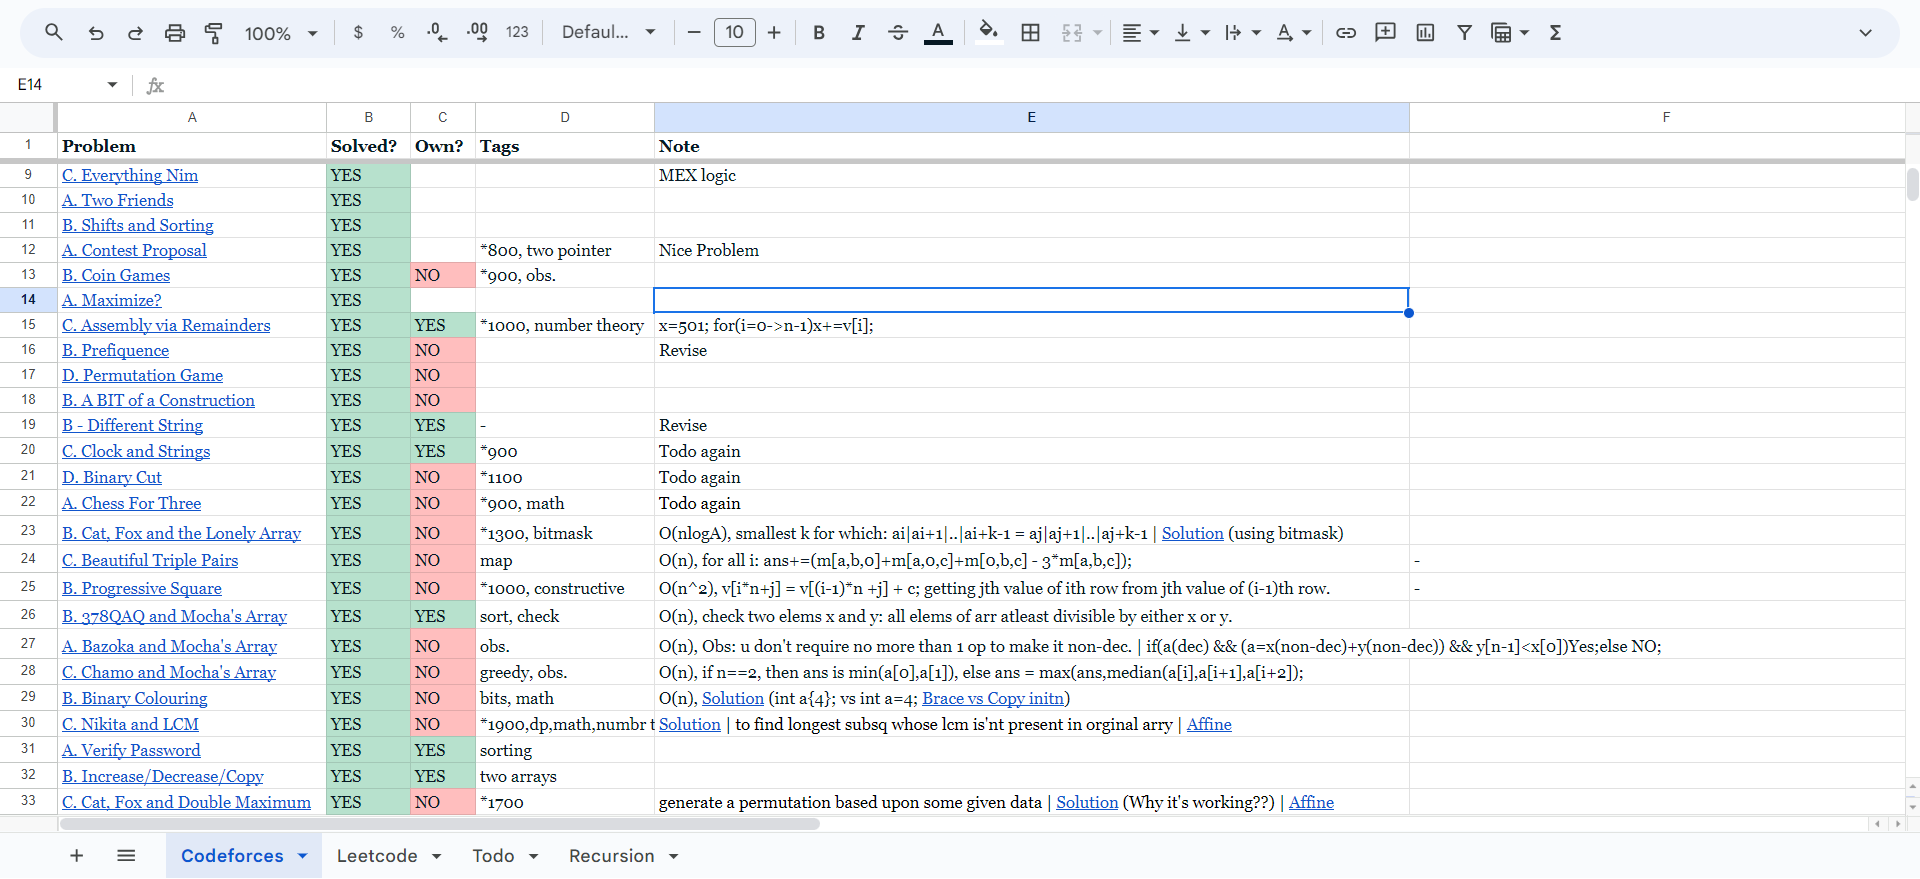 100% $ % .0 .00 123 Defaul... 10 B I S A A Σ
E14 fx
A B C D E F
1 Problem Solved? Own? Tags Note
9 C. Everything Nim YES MEX logic
10 A. Two Friends YES
11 B. Shifts and Sorting YES
12 A. Contest Proposal YES *800, two pointer Nice Problem
13 B. Coin Games YES NO *900, obs.
14 A. Maximize? YES
15 C. Assembly via Remainders YES YES *1000, number theory x=501; for(i=0->n-1)x+=v[i];
16 B. Prefiquence YES NO Revise
17 D. Permutation Game YES NO
18 B. A BIT of a Construction YES NO
19 B - Different String YES YES - Revise
20 C. Clock and Strings YES YES *900 Todo again
21 D. Binary Cut YES NO *1100 Todo again
22 A. Chess For Three YES NO *900, math Todo again
23 B. Cat, Fox and the Lonely Array YES NO *1300, bitmask O(nlogA), smallest k for which: ai|ai+1|..|ai+k-1 = aj|aj+1|..|aj+k-1 | Solution (using bitmask)
24 C. Beautiful Triple Pairs YES NO map O(n), for all i: ans+=(m[a,b,0]+m[a,0,c]+m[0,b,c] - 3*m[a,b,c]); -
25 B. Progressive Square YES NO *1000, constructive O(n^2), v[i*n+j] = v[(i-1)*n +j] + c; getting jth value of ith row from jth value of (i-1)th row. -
26 B. 378QAQ and Mocha's Array YES YES sort, check O(n), check two elems x and y: all elems of arr atleast divisible by either x or y.
27 A. Bazoka and Mocha's Array YES NO obs. O(n), Obs: u don't require no more than 1 op to make it non-dec. | if(a(dec) && (a=x(non-dec)+y(non-dec)) && y[n-1]<x[0])Yes;else NO;
28 C. Chamo and Mocha's Array YES NO greedy, obs. O(n), if n==2, then ans is min(a[0],a[1]), else ans = max(ans,median(a[i],a[i+1],a[i+2]);
29 B. Binary Colouring YES NO bits, math O(n), Solution (int a{4}; vs int a=4; Brace vs Copy initn)
30 C. Nikita and LCM YES NO *1900,dp,math,numbr t Solution | to find longest subsq whose lcm is'nt present in orginal arry | Affine
31 A. Verify Password YES YES sorting
32 B. Increase/Decrease/Copy YES YES two arrays
33 C. Cat, Fox and Double Maximum YES NO *1700 generate a permutation based upon some given data | Solution (Why it's working??) | Affine
+ Codeforces Leetcode Todo Recursion